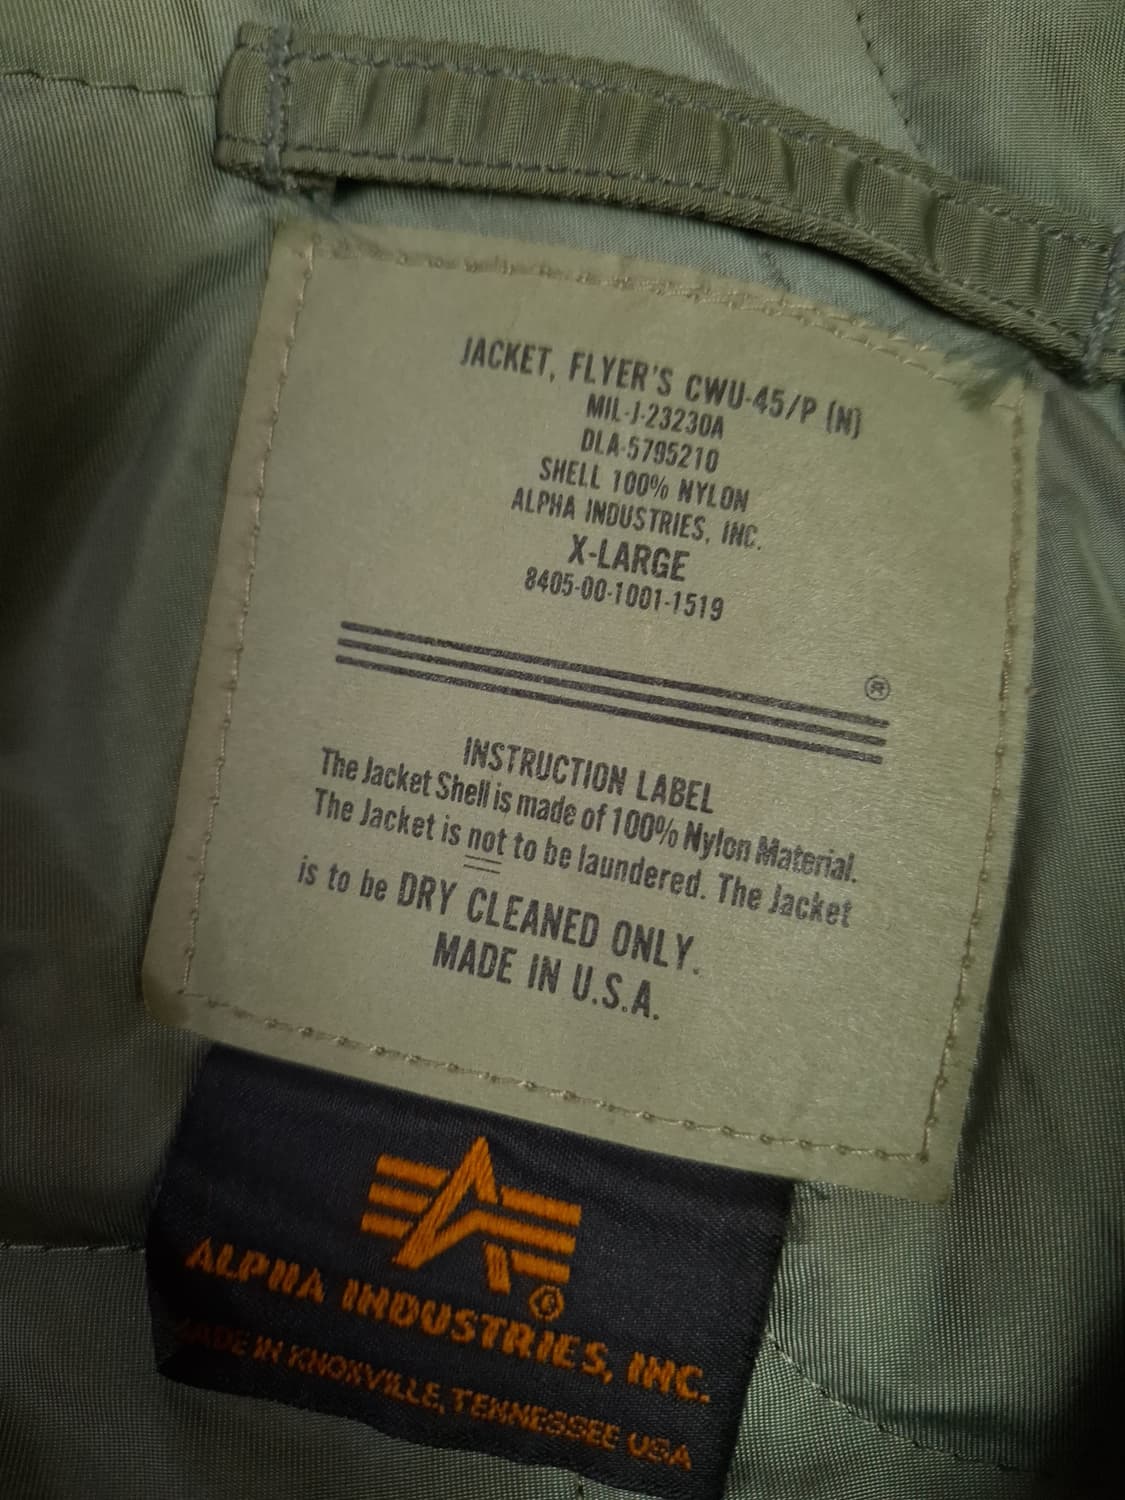 JACKET, FLYER'S CWU-45/P (N)
MIL-J-23230A
DLA-5795210
SHELL 100% NYLON
ALPHA INDUSTRIES, INC.
X-LARGE
8405-00-1001-1519
®
INSTRUCTION LABEL
The Jacket Shell is made of 100% Nylon Material.
The Jacket is not to be laundered. The Jacket
is to be DRY CLEANED ONLY.
MADE IN U.S.A.
®
ALPHA INDUSTRIES, INC.
MADE IN KNOXVILLE, TENNESSEE USA